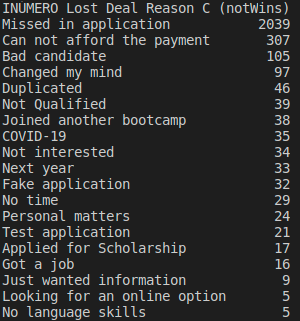 INUMERO Lost Deal Reason C (notWins)
Missed in application 2039
Can not afford the payment 307
Bad candidate 105
Changed my mind 97
Duplicated 46
Not Qualified 39
Joined another bootcamp 38
COVID-19 35
Not interested 34
Next year 33
Fake application 32
No time 29
Personal matters 24
Test application 21
Applied for Scholarship 17
Got a job 16
Just wanted information 9
Looking for an online option 5
No language skills 5